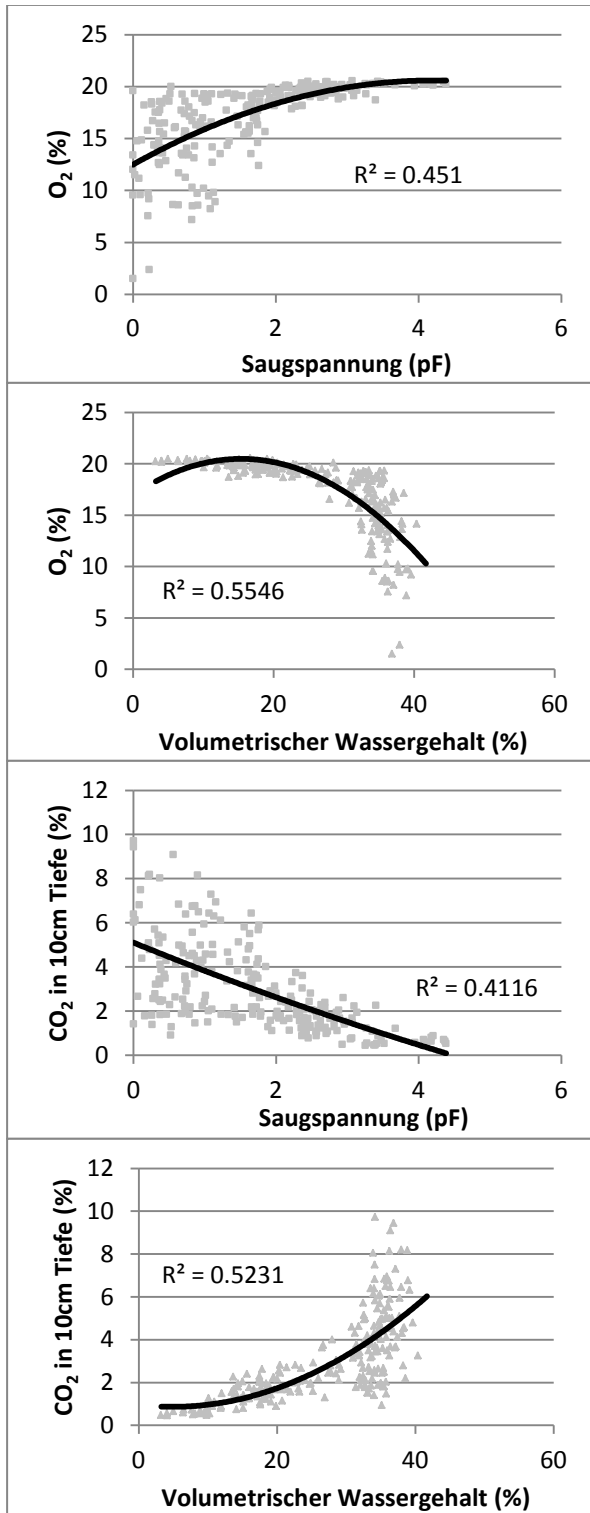 25
20
15
10
5
0
O₂ (%)
R² = 0.451
0 2 4 6
Saugspannung (pF)
25
20
15
10
5
0
O₂ (%)
R² = 0.5546
0 20 40 60
Volumetrischer Wassergehalt (%)
12
10
8
6
4
2
0
CO₂ in 10cm Tiefe (%)
R² = 0.4116
0 2 4 6
Saugspannung (pF)
12
10
8
6
4
2
0
CO₂ in 10cm Tiefe (%)
R² = 0.5231
0 20 40 60
Volumetrischer Wassergehalt (%)